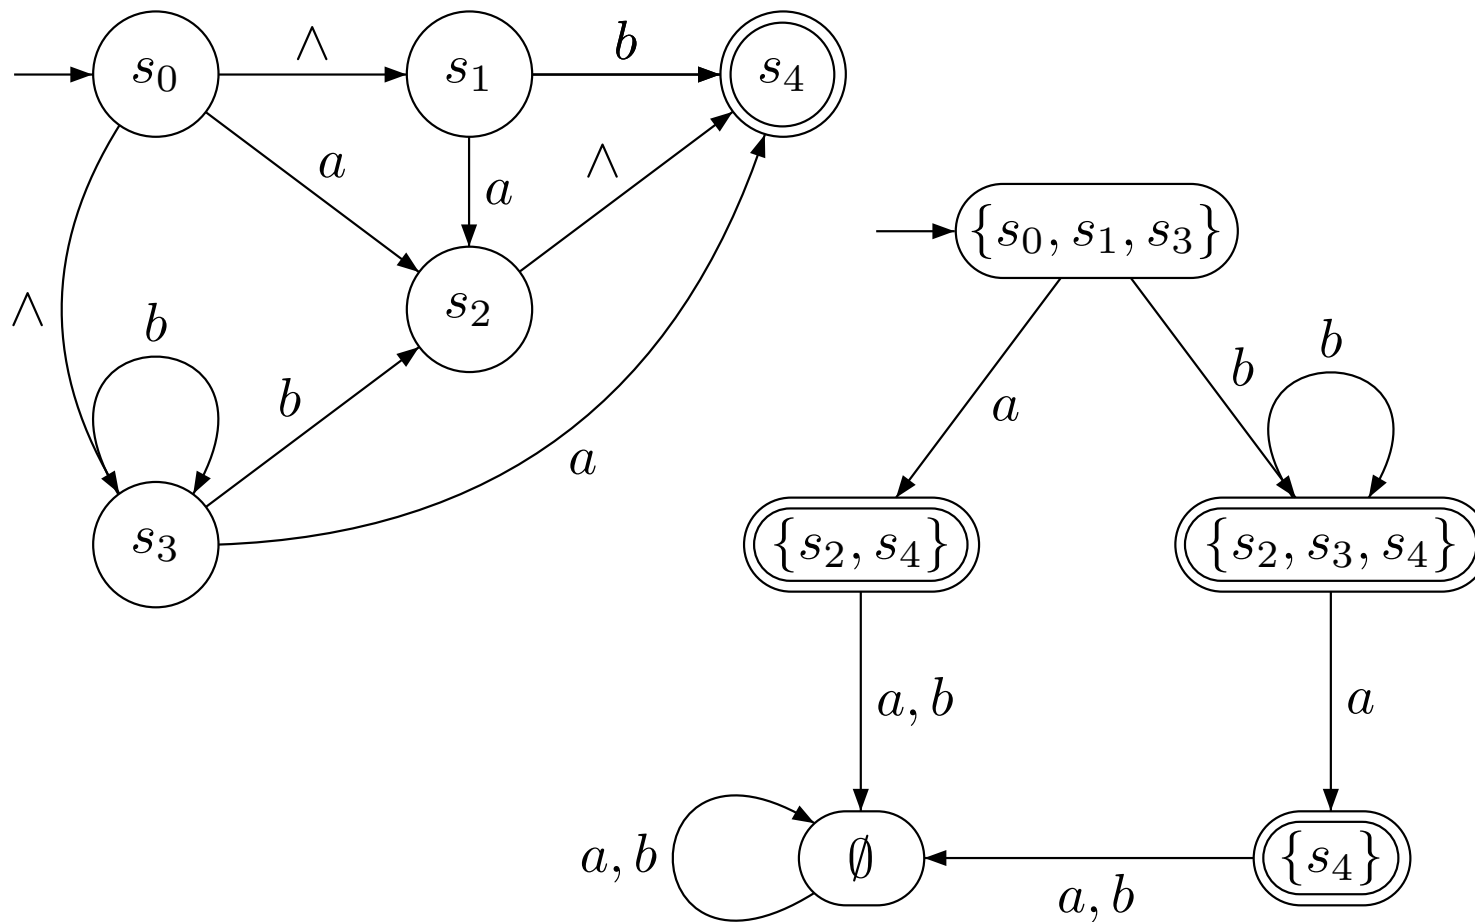 s₀ ∧ s₁ b s₄
a
a
∧
{s₀, s₁, s₃}
∧
b
s₂
b
b
b
a
a
s₃
{s₂, s₄}
{s₂, s₃, s₄}
a, b
a
a, b
∅
{s₄}
a, b